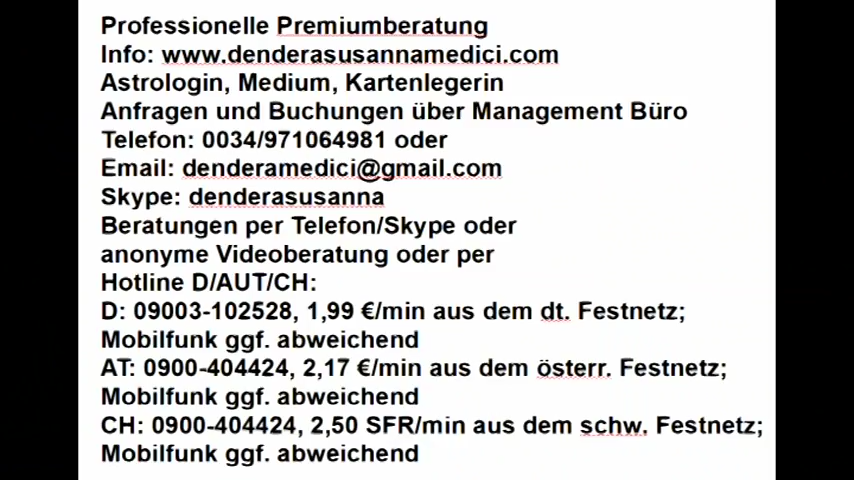 Professionelle Premiumberatung
Info: www.denderasusannamedici.com
Astrologin, Medium, Kartenlegerin
Anfragen und Buchungen über Management Büro
Telefon: 0034/971064981 oder
Email: denderamedici@gmail.com
Skype: denderasusanna
Beratungen per Telefon/Skype oder
anonyme Videoberatung oder per
Hotline D/AUT/CH:
D: 09003-102528, 1,99 €/min aus dem dt. Festnetz;
Mobilfunk ggf. abweichend
AT: 0900-404424, 2,17 €/min aus dem österr. Festnetz;
Mobilfunk ggf. abweichend
CH: 0900-404424, 2,50 SFR/min aus dem schw. Festnetz;
Mobilfunk ggf. abweichend